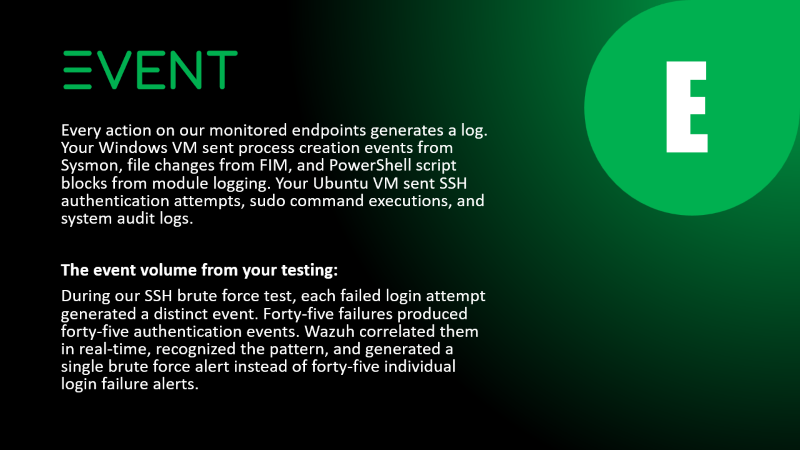 EVENT
E
Every action on our monitored endpoints generates a log.
Your Windows VM sent process creation events from
Sysmon, file changes from FIM, and PowerShell script
blocks from module logging. Your Ubuntu VM sent SSH
authentication attempts, sudo command executions, and
system audit logs.
The event volume from your testing:
During our SSH brute force test, each failed login attempt
generated a distinct event. Forty-five failures produced
forty-five authentication events. Wazuh correlated them
in real-time, recognized the pattern, and generated a
single brute force alert instead of forty-five individual
login failure alerts.